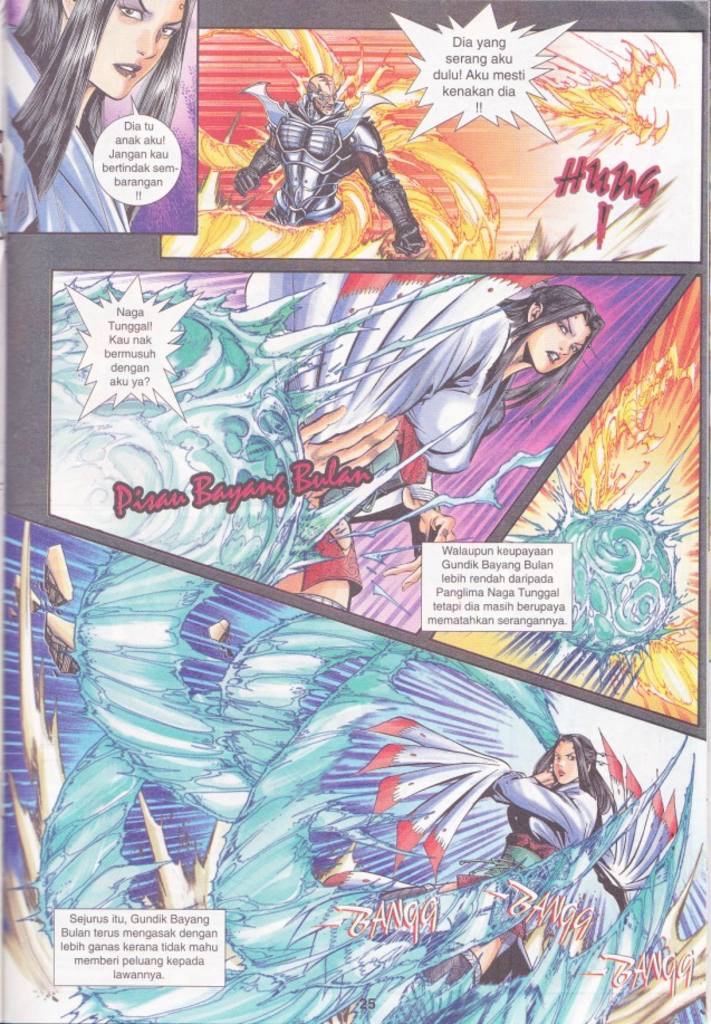 Dia tu
anak aku!
Jangan kau
bertindak sem-
barangan
!!
Dia yang
serang aku
dulu! Aku mesti
kenakan dia
!!
HUNG
!
Naga
Tunggal!
Kau nak
bermusuh
dengan
aku ya?
Pisau Bayang Bulan
Walaupun keupayaan
Gundik Bayang Bulan
lebih rendah daripada
Panglima Naga Tunggal
tetapi dia masih berupaya
mematahkan serangannya.
Sejurus itu, Gundik Bayang
Bulan terus mengasak dengan
lebih ganas kerana tidak mahu
memberi peluang kepada
lawannya.
BANGG
BANGG
BANGG
25